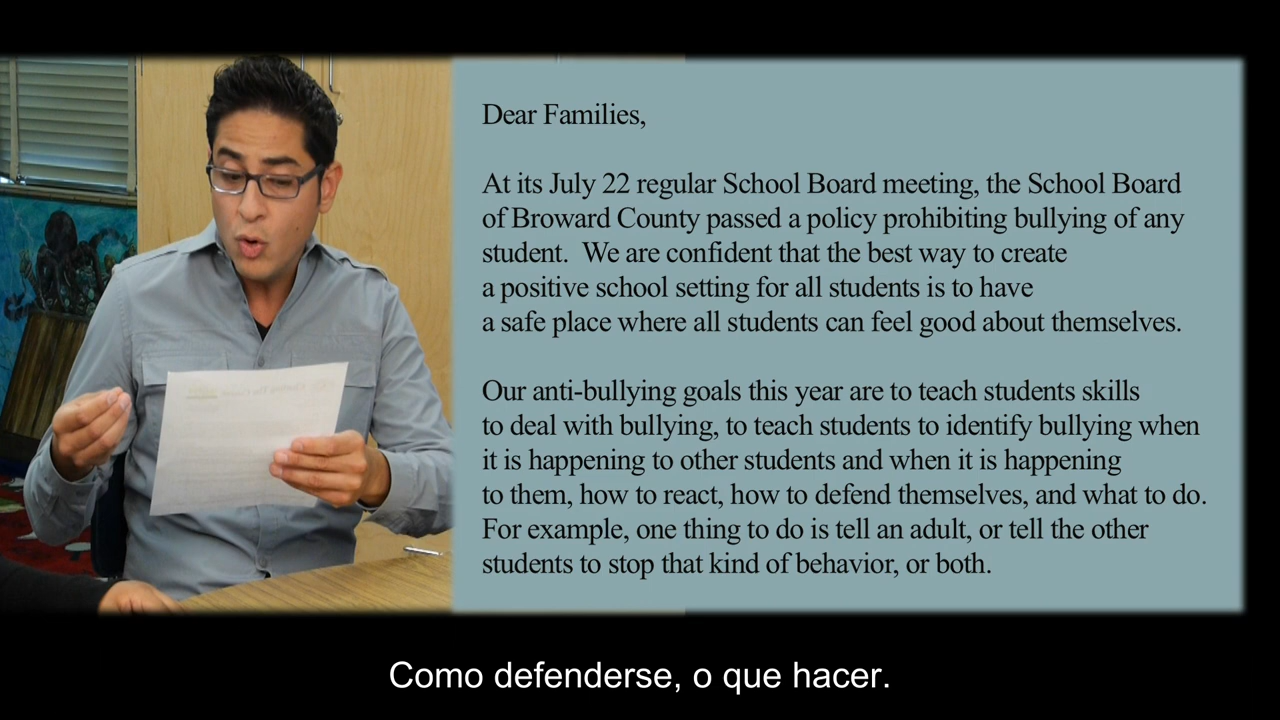 Dear Families,
At its July 22 regular School Board meeting, the School Board
of Broward County passed a policy prohibiting bullying of any
student.  We are confident that the best way to create
a positive school setting for all students is to have
a safe place where all students can feel good about themselves.
Our anti-bullying goals this year are to teach students skills
to deal with bullying, to teach students to identify bullying when
it is happening to other students and when it is happening
to them, how to react, how to defend themselves, and what to do.
For example, one thing to do is tell an adult, or tell the other
students to stop that kind of behavior, or both.
Como defenderse, o que hacer.